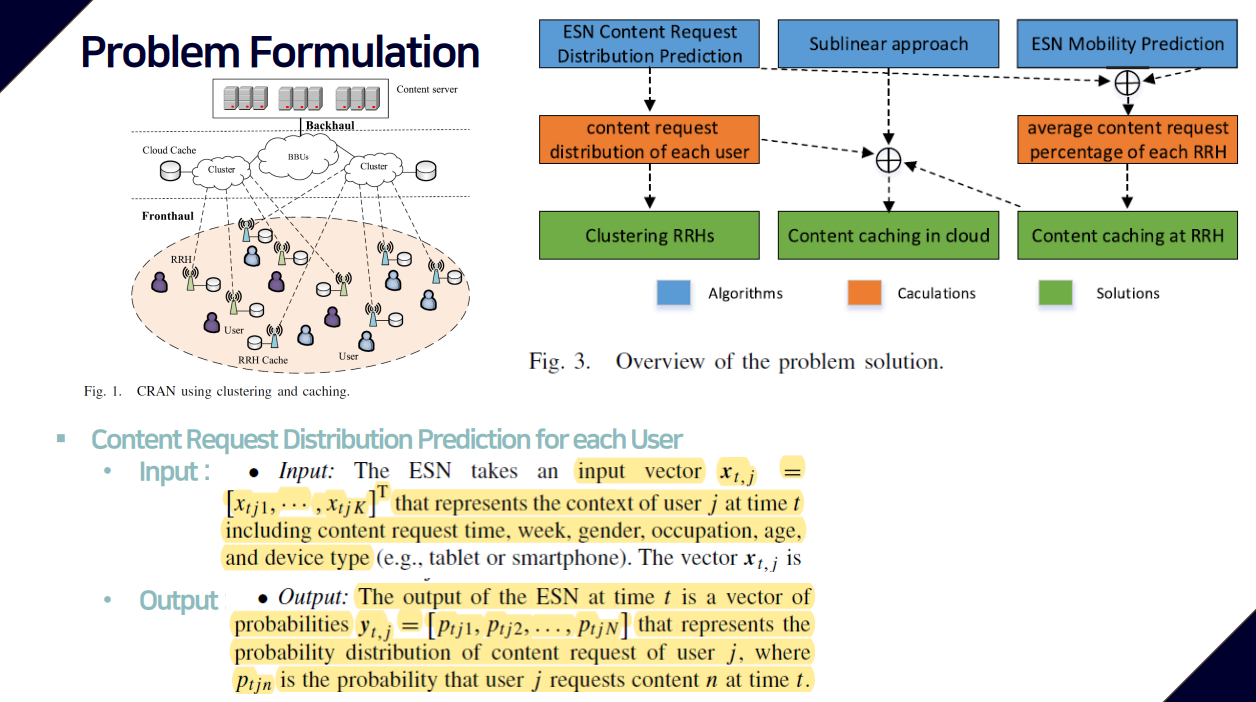 Problem Formulation
Content server
Backhaul
Cloud Cache
BBUs
Cluster
Cluster
Fronthaul
RRH
User
RRH Cache
User
Fig. 1. CRAN using clustering and caching.
ESN Content Request
Distribution Prediction
Sublinear approach
ESN Mobility Prediction
content request
distribution of each user
average content request
percentage of each RRH
Clustering RRHs
Content caching in cloud
Content caching at RRH
Algorithms
Caculations
Solutions
Fig. 3. Overview of the problem solution.
▪ Content Request Distribution Prediction for each User
• Input :
• Input: The ESN takes an input vector x_{t,j} =
[x_{tj1}, ⋯, x_{tjK}]^T that represents the context of user j at time t
including content request time, week, gender, occupation, age,
and device type (e.g., tablet or smartphone). The vector x_{t,j} is
• Output :
• Output: The output of the ESN at time t is a vector of
probabilities y_{t,j} = [p_{tj1}, p_{tj2}, ..., p_{tjN}] that represents the
probability distribution of content request of user j, where
p_{tjn} is the probability that user j requests content n at time t.